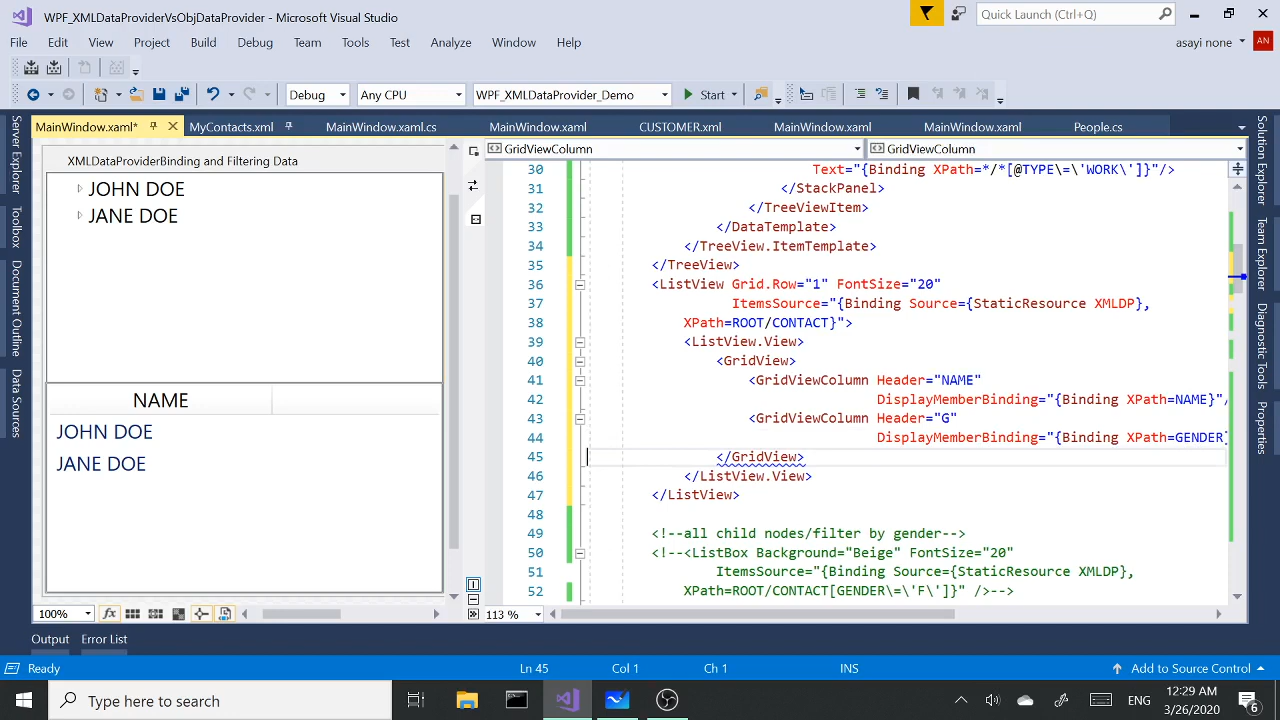 WPF_XMLDataProviderVsObjDataProvider - Microsoft Visual Studio
Quick Launch (Ctrl+Q)
File Edit View Project Build Debug Team Tools Test Analyze Window Help
asayi none
AN
Debug
Any CPU
WPF_XMLDataProvider_Demo
Start
MainWindow.xaml*
MyContacts.xml
MainWindow.xaml.cs
MainWindow.xaml
CUSTOMER.xml
MainWindow.xaml
MainWindow.xaml
People.cs
Server Explorer
Toolbox
Document Outline
Data Sources
XMLDataProviderBinding and Filtering Data
JOHN DOE
JANE DOE
NAME
JOHN DOE
JANE DOE
100%
GridViewColumn
GridViewColumn
30 Text="{Binding XPath=*/*[@TYPE\=\'WORK\']}"/>
31 </StackPanel>
32 </TreeViewItem>
33 </DataTemplate>
34 </TreeView.ItemTemplate>
35 </TreeView>
36 <ListView Grid.Row="1" FontSize="20"
37 ItemsSource="{Binding Source={StaticResource XMLDP},
38 XPath=ROOT/CONTACT}">
39 <ListView.View>
40 <GridView>
41 <GridViewColumn Header="NAME"
42 DisplayMemberBinding="{Binding XPath=NAME}"/
43 <GridViewColumn Header="G"
44 DisplayMemberBinding="{Binding XPath=GENDER}
45 </GridView>
46 </ListView.View>
47 </ListView>
48
49 <!--all child nodes/filter by gender-->
50 <!--<ListBox Background="Beige" FontSize="20"
51 ItemsSource="{Binding Source={StaticResource XMLDP},
52 XPath=ROOT/CONTACT[GENDER\=\'F\']}" />-->
113 %
Solution Explorer
Team Explorer
Diagnostic Tools
Properties
Output
Error List
Ready
Ln 45
Col 1
Ch 1
INS
Add to Source Control
Type here to search
ENG
12:29 AM
3/26/2020
6